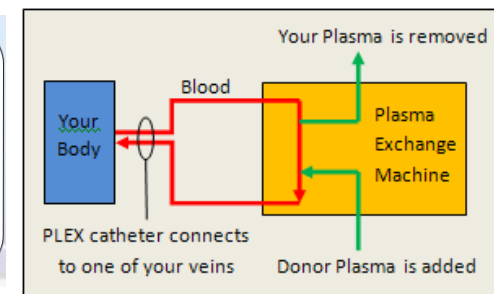 Your Plasma is removed
Blood
Your
Body
Plasma
Exchange
Machine
PLEX catheter connects
to one of your veins
Donor Plasma is added